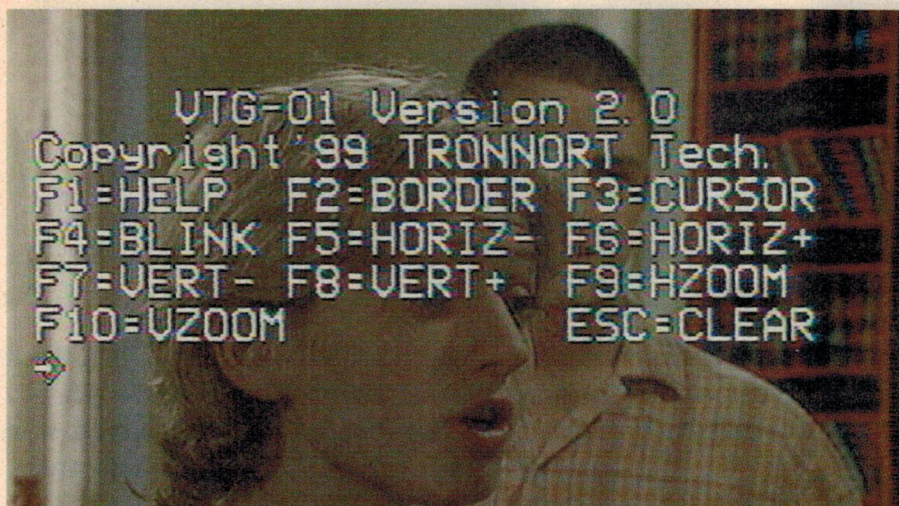 VTG-01 Version 2.0
Copyright '99 TRONNORT Tech.
F1=HELP F2=BORDER F3=CURSOR
F4=BLINK F5=HORIZ- F6=HORIZ+
F7=VERT- F8=VERT+ F9=HZOOM
F10=VZOOM ESC=CLEAR